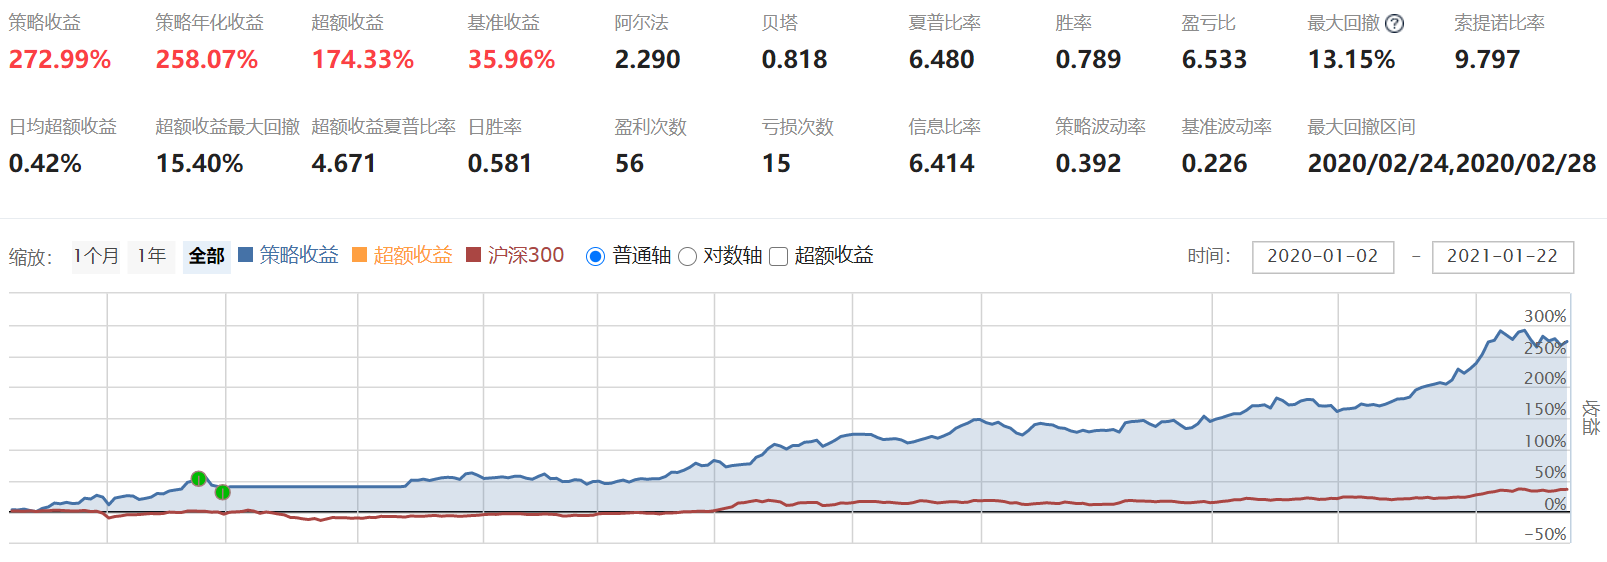 策略收益 策略年化收益 超额收益 基准收益 阿尔法 贝塔 夏普比率 胜率 盈亏比 最大回撤 ? 索提诺比率
272.99% 258.07% 174.33% 35.96% 2.290 0.818 6.480 0.789 6.533 13.15% 9.797
日均超额收益 超额收益最大回撤 超额收益夏普比率 日胜率 盈利次数 亏损次数 信息比率 策略波动率 基准波动率 最大回撤区间
0.42% 15.40% 4.671 0.581 56 15 6.414 0.392 0.226 2020/02/24,2020/02/28
缩放: 1个月 1年 全部 策略收益 超额收益 沪深300 普通轴 对数轴 超额收益 时间: 2020-01-02 - 2021-01-22
300%
250%
200%
150%
100%
50%
0%
-50%
收益